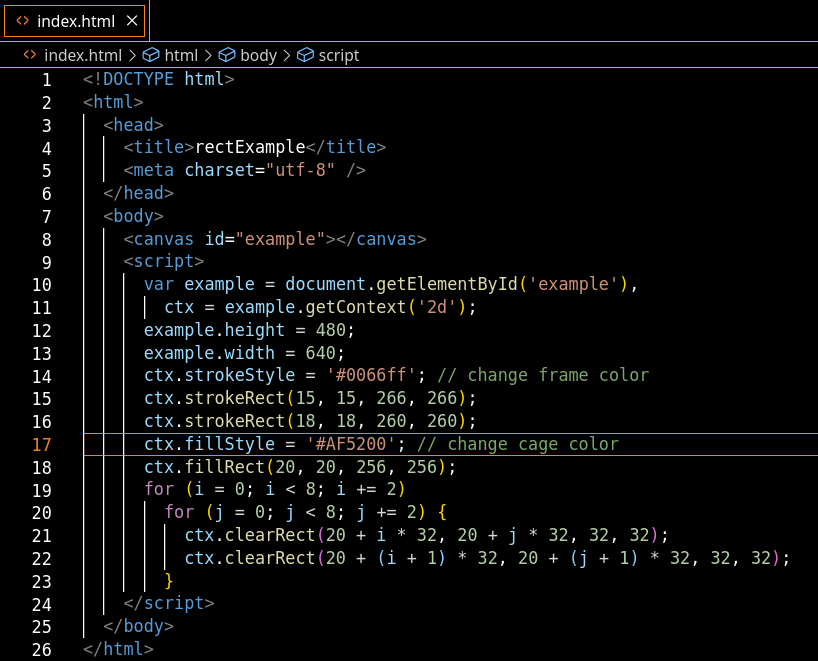 index.html
index.html > html > body > script
1 <!DOCTYPE html>
2 <html>
3 <head>
4 <title>rectExample</title>
5 <meta charset="utf-8" />
6 </head>
7 <body>
8 <canvas id="example"></canvas>
9 <script>
10 var example = document.getElementById('example'),
11 ctx = example.getContext('2d');
12 example.height = 480;
13 example.width = 640;
14 ctx.strokeStyle = '#0066ff'; // change frame color
15 ctx.strokeRect(15, 15, 266, 266);
16 ctx.strokeRect(18, 18, 260, 260);
17 ctx.fillStyle = '#AF5200'; // change cage color
18 ctx.fillRect(20, 20, 256, 256);
19 for (i = 0; i < 8; i += 2)
20 for (j = 0; j < 8; j += 2) {
21 ctx.clearRect(20 + i * 32, 20 + j * 32, 32, 32);
22 ctx.clearRect(20 + (i + 1) * 32, 20 + (j + 1) * 32, 32, 32);
23 }
24 </script>
25 </body>
26 </html>